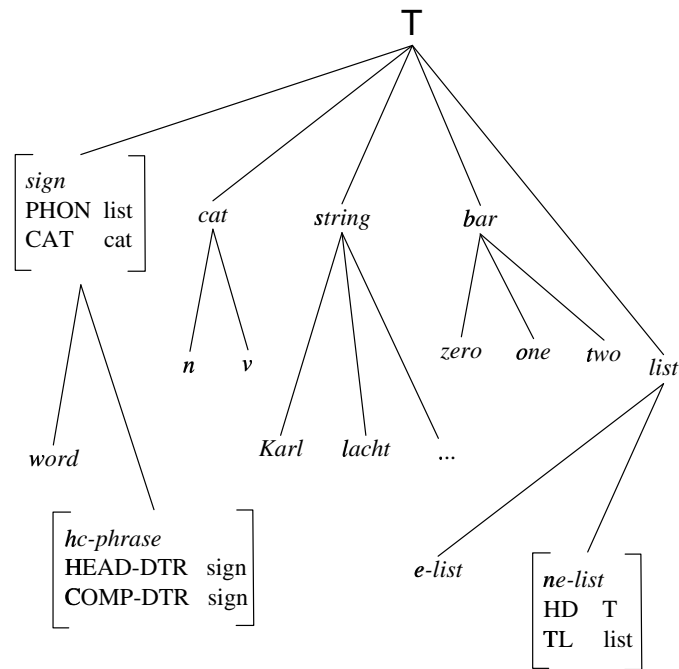 T
sign
PHON list
CAT cat
cat
string
bar
n
v
zero
one
two
list
word
Karl
lacht
...
hc-phrase
HEAD-DTR sign
COMP-DTR sign
e-list
ne-list
HD T
TL list